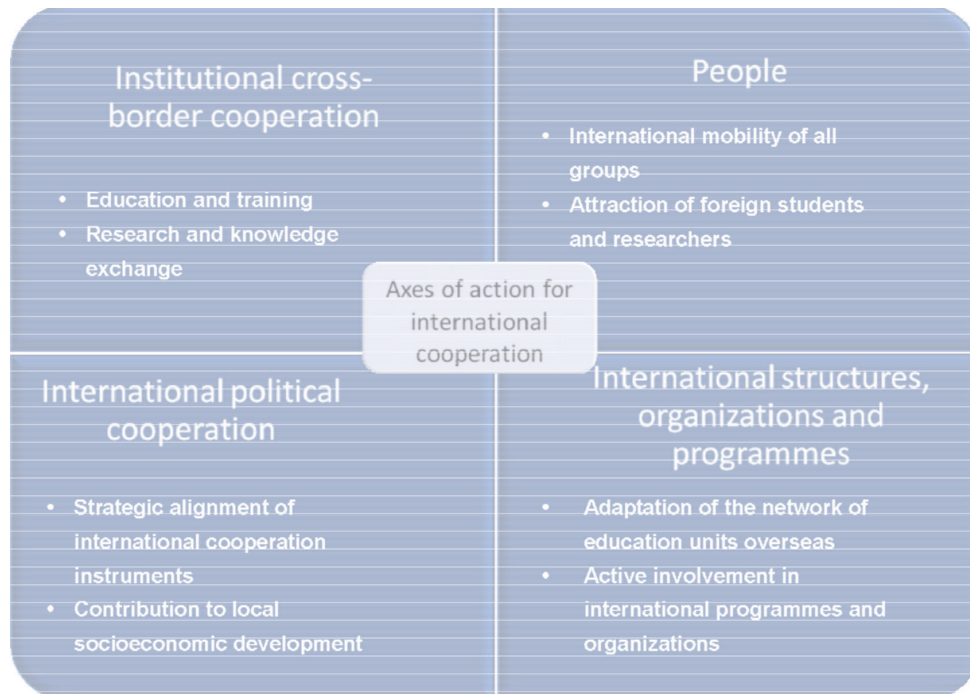 Institutional cross-
border cooperation
• Education and training
• Research and knowledge
exchange
People
• International mobility of all
groups
• Attraction of foreign students
and researchers
Axes of action for
international
cooperation
International political
cooperation
• Strategic alignment of
international cooperation
instruments
• Contribution to local
socioeconomic development
International structures,
organizations and
programmes
• Adaptation of the network of
education units overseas
• Active involvement in
international programmes and
organizations